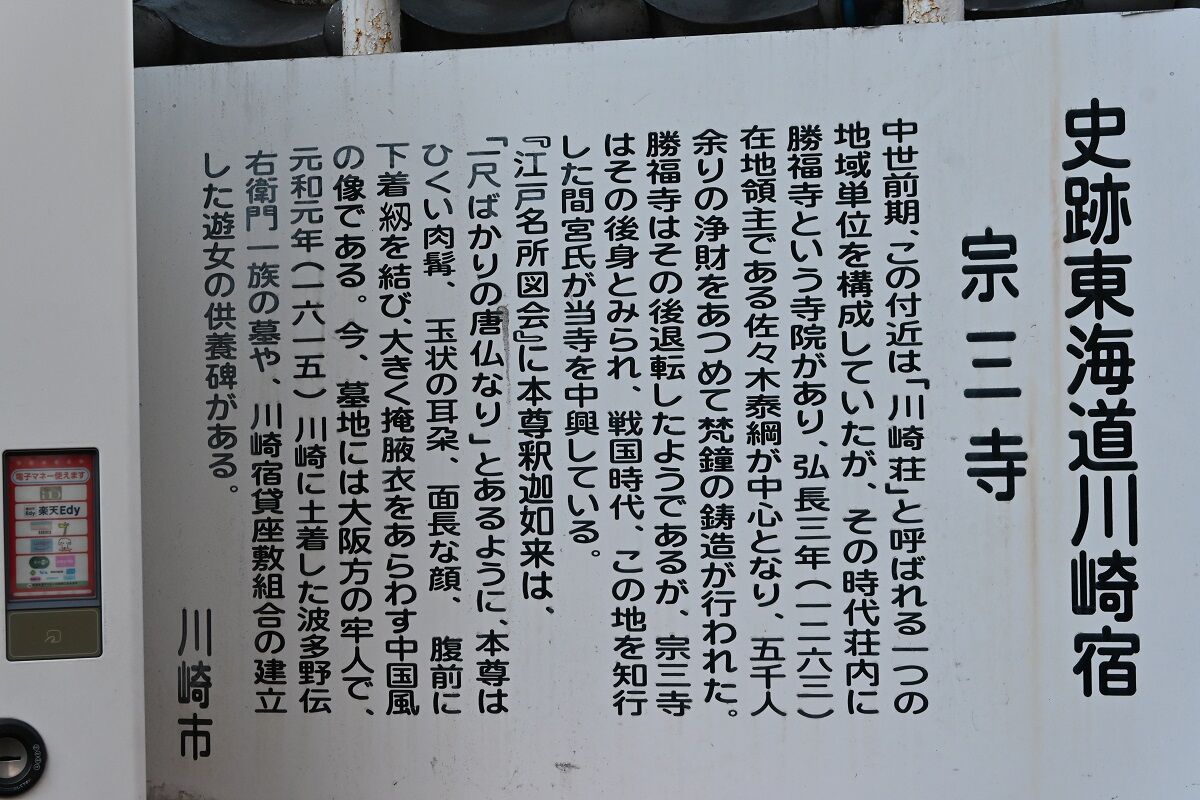 史跡東海道川崎宿
宗三寺
中世前期、この付近は「川崎荘」と呼ばれる一つの
地域単位を構成していたが、その時代荘内に
勝福寺という寺院があり、弘長三年(一二六三)
在地領主である佐々木泰綱が中心となり、五千人
余りの浄財をあつめて梵鐘の鋳造が行われた。
勝福寺はその後退転したようであるが、宗三寺
はその後身とみられ、戦国時代、この地を知行
した間宮氏が当寺を中興している。
『江戸名所図会』に本尊釈迦如来は、
「一尺ばかりの唐仏なり」とあるように、本尊は
ひくい肉髻、玉状の耳朶、面長な顔、腹前に
下着紐を結び、大きく掩腋衣をあらわす中国風
の像である。今、墓地には大阪方の牢人で、
元和元年(一六一五)川崎に土着した波多野伝
右衛門一族の墓や、川崎宿貸座敷組合の建立
した遊女の供養碑がある。
川崎市
電子マネー使えます
楽天Edy